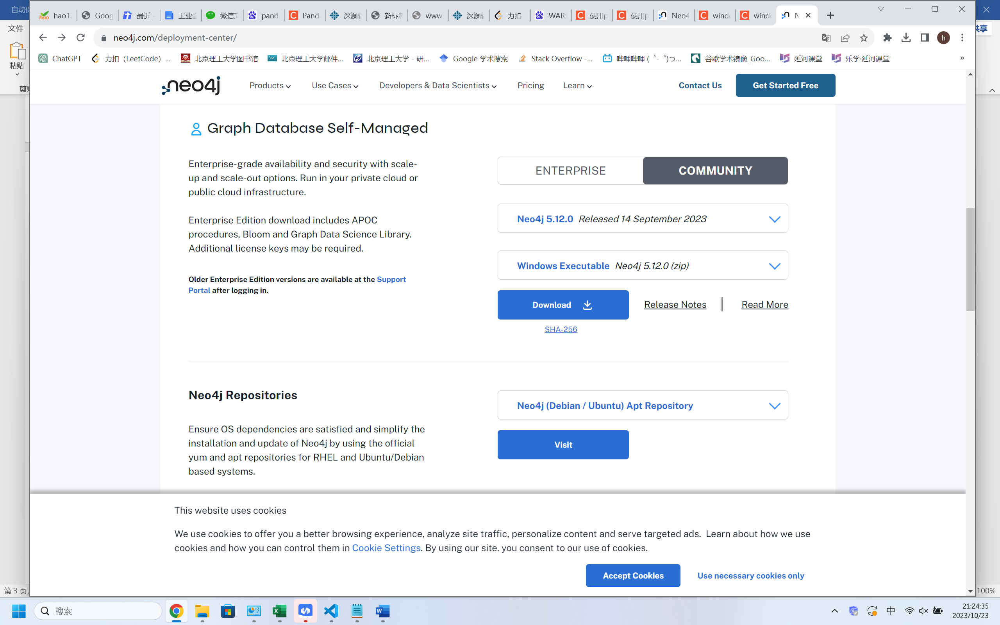 自动保
hao1
Goog
最近 -
工业企
微信文
pand
Pand
深澜软
新标签
www.
深澜软
力扣
WARI
使用p
使用p
Neo4
windo
windo
N
文件
共享
neo4j.com/deployment-center/
h
粘贴
剪贴
ChatGPT
力扣（LeetCode）...
北京理工大学图书馆
北京理工大学邮件...
北京理工大学 - 研...
Google 学术搜索
Stack Overflow -...
哔哩哔哩 (゜-゜)つ...
谷歌学术镜像_Goo...
延河课堂
乐学·延河课堂
»
neo4j
Products
Use Cases
Developers & Data Scientists
Pricing
Learn
Contact Us
Get Started Free
Graph Database Self-Managed
Enterprise-grade availability and security with scale-
up and scale-out options. Run in your private cloud or
public cloud infrastructure.
Enterprise Edition download includes APOC
procedures, Bloom and Graph Data Science Library.
Additional license keys may be required.
Older Enterprise Edition versions are available at the Support
Portal after logging in.
ENTERPRISE
COMMUNITY
Neo4j 5.12.0 Released 14 September 2023
Windows Executable Neo4j 5.12.0 (zip)
Download
Release Notes
Read More
SHA-256
Neo4j Repositories
Ensure OS dependencies are satisfied and simplify the
installation and update of Neo4j by using the official
yum and apt repositories for RHEL and Ubuntu/Debian
based systems.
Neo4j (Debian / Ubuntu) Apt Repository
Visit
This website uses cookies
We use cookies to offer you a better browsing experience, analyze site traffic, personalize content and serve targeted ads.  Learn about how we use
cookies and how you can control them in Cookie Settings. By using our site. you consent to our use of cookies.
Accept Cookies
Use necessary cookies only
第 3 页,
100%
搜索
中
21:24:35
2023/10/23